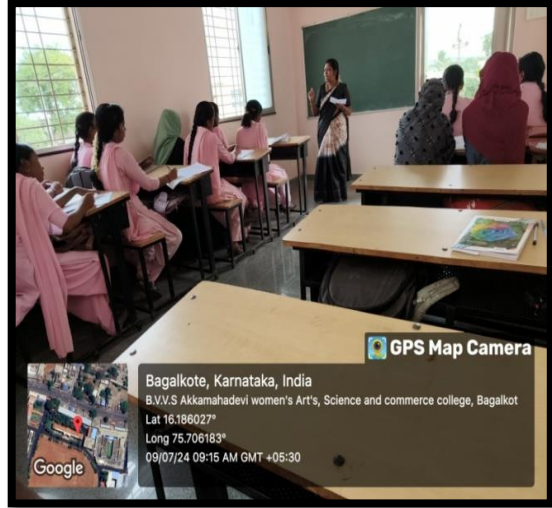 GPS Map Camera
Bagalkote, Karnataka, India
B.V.V.S Akkamahadevi women's Art's, Science and commerce college, Bagalkot
Lat 16.186027°
Long 75.706183°
09/07/24 09:15 AM GMT +05:30
Google